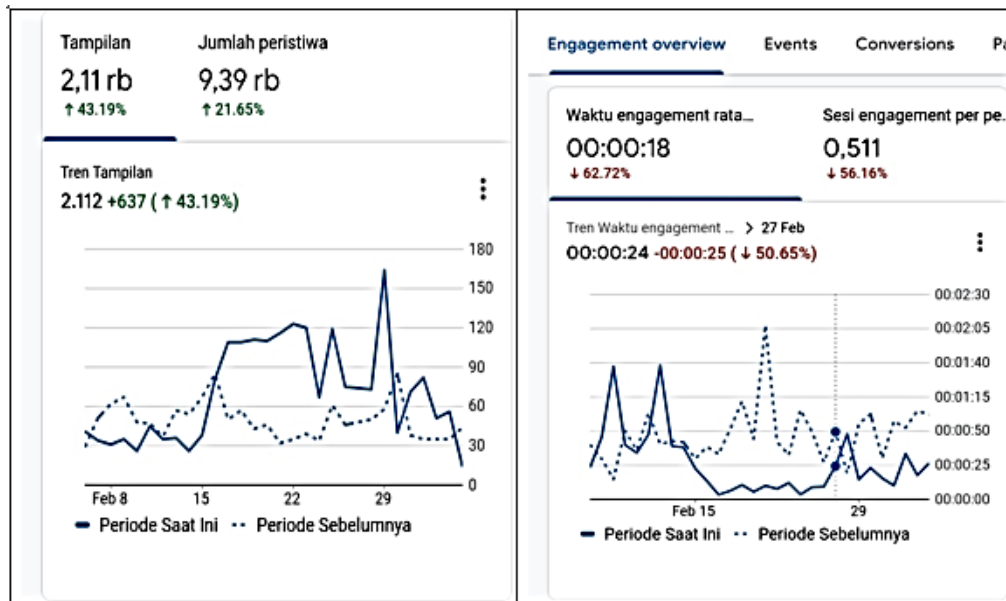 Tampilan Jumlah peristiwa
2,11 rb 9,39 rb
↑ 43.19% ↑ 21.65%
Tren Tampilan
2.112 +637 ( ↑ 43.19%)
180
150
120
90
60
30
0
Feb 8 15 22 29
Periode Saat Ini Periode Sebelumnya
Engagement overview Events Conversions Pa
Waktu engagement rata... Sesi engagement per pe...
00:00:18 0,511
↓ 62.72% ↓ 56.16%
Tren Waktu engagement ... > 27 Feb
00:00:24 -00:00:25 ( ↓ 50.65%)
00:02:30
00:02:05
00:01:40
00:01:15
00:00:50
00:00:25
00:00:00
Feb 15 29
Periode Saat Ini Periode Sebelumnya